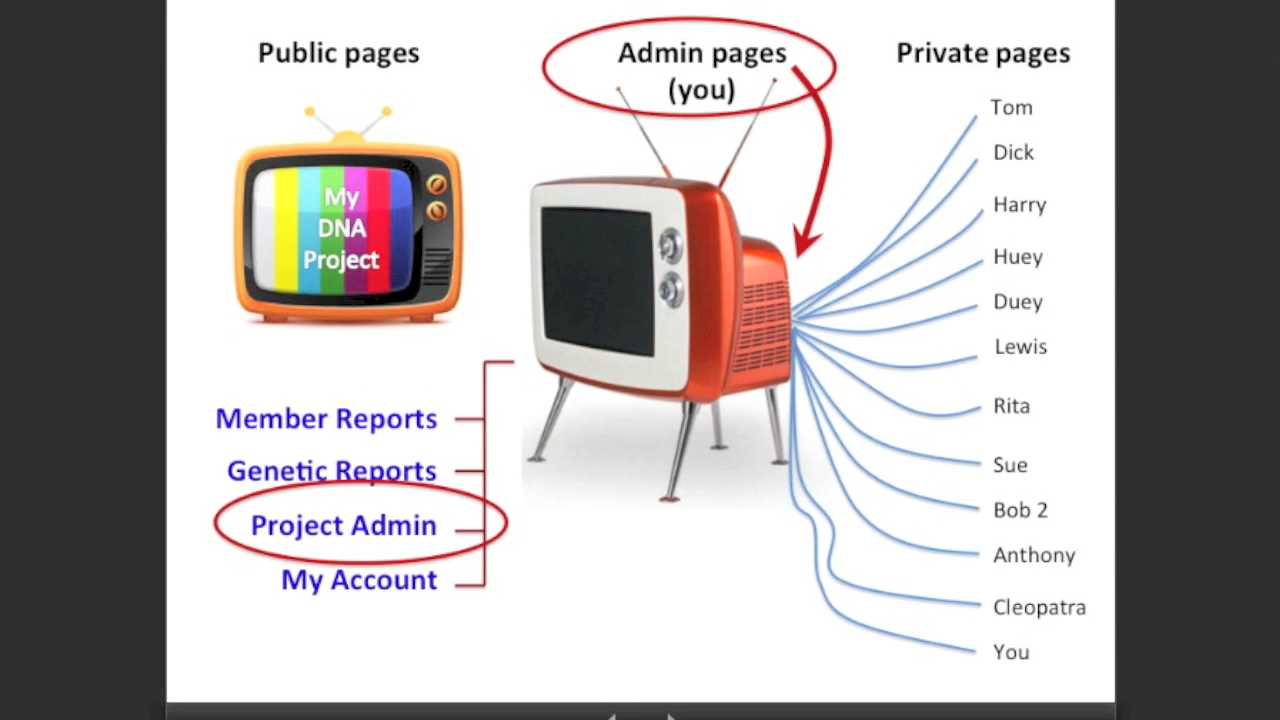 Public pages
Admin pages
(you)
Private pages
My
DNA
Project
Tom
Dick
Harry
Huey
Duey
Lewis
Rita
Sue
Bob 2
Anthony
Cleopatra
You
Member Reports
Genetic Reports
Project Admin
My Account